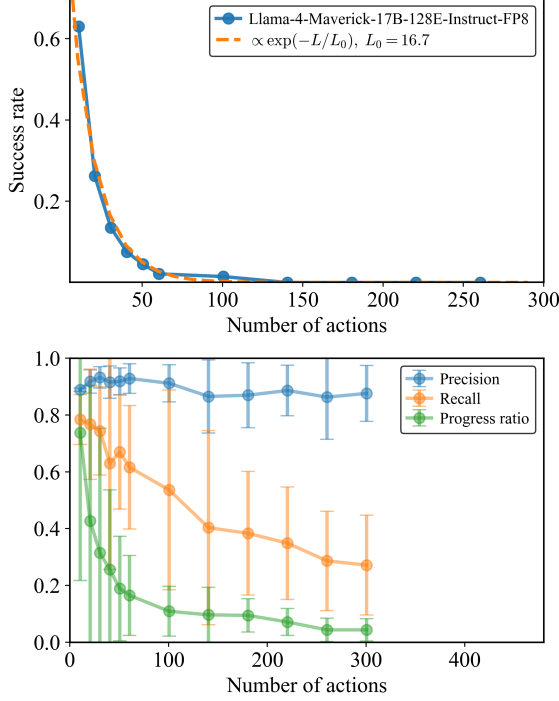 Llama-4-Maverick-17B-128E-Instruct-FP8
∝ exp(−L/L₀), L₀ = 16.7
0.6
0.4
0.2
Success rate
50 100 150 200 250 300
Number of actions
Precision
Recall
Progress ratio
1.0
0.8
0.6
0.4
0.2
0.0
0 100 200 300 400
Number of actions